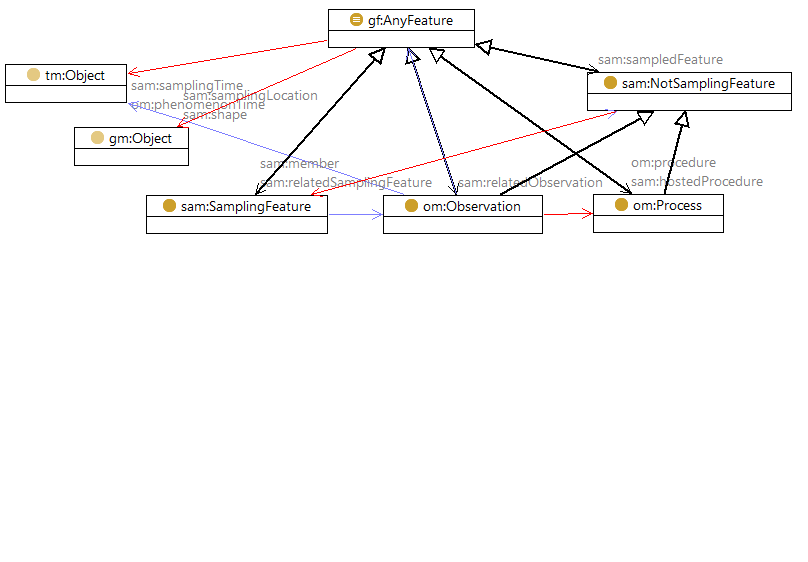 gf:AnyFeature
sam:sampledFeature
tm:Object
sam:NotSamplingFeature
sam:samplingTime
sam:samplingLocation
om:phenomenonTime
sam:shape
gm:Object
sam:member
om:procedure
sam:relatedSamplingFeature
sam:relatedObservation
sam:hostedProcedure
sam:SamplingFeature
om:Observation
om:Process